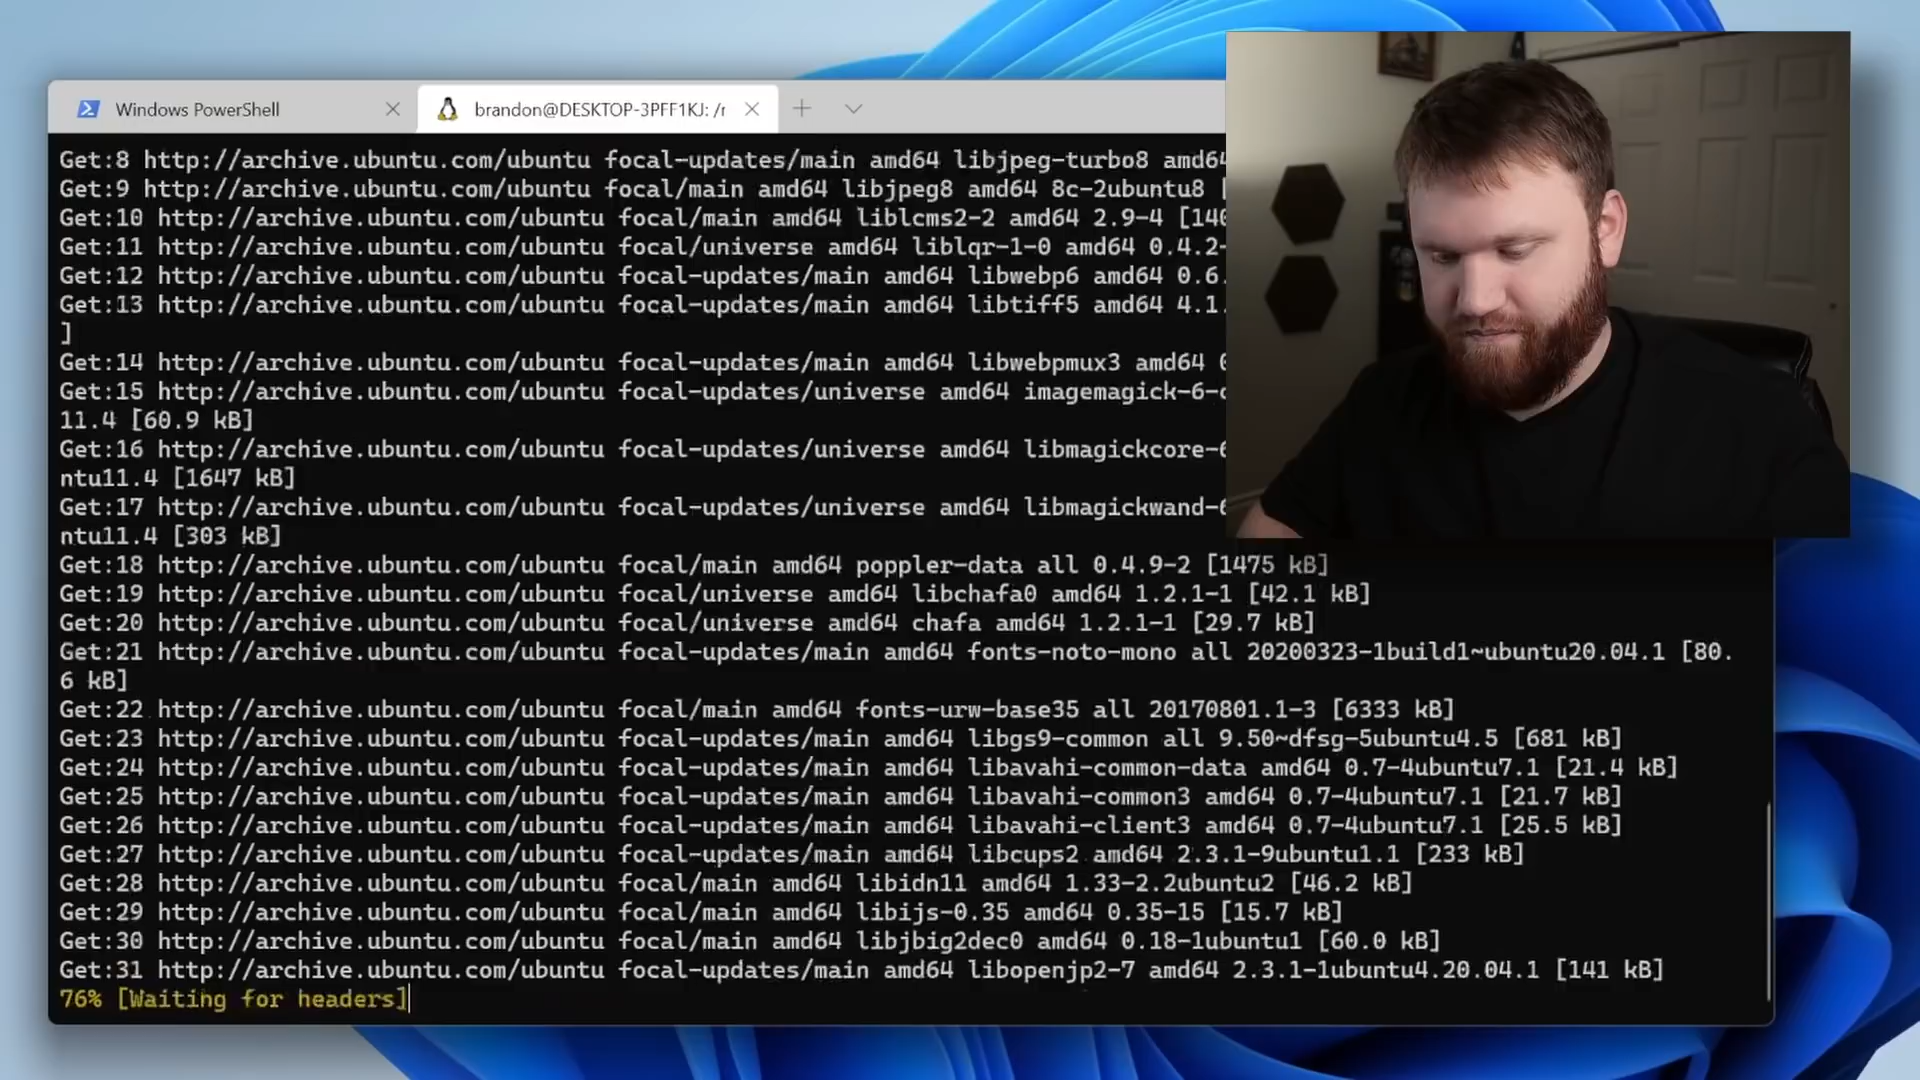 Windows PowerShell
brandon@DESKTOP-3PFF1KJ: /r
Get:8 http://archive.ubuntu.com/ubuntu focal-updates/main amd64 libjpeg-turbo8 amd64
Get:9 http://archive.ubuntu.com/ubuntu focal/main amd64 libjpeg8 amd64 8c-2ubuntu8 [
Get:10 http://archive.ubuntu.com/ubuntu focal/main amd64 liblcms2-2 amd64 2.9-4 [140
Get:11 http://archive.ubuntu.com/ubuntu focal/universe amd64 liblqr-1-0 amd64 0.4.2-
Get:12 http://archive.ubuntu.com/ubuntu focal-updates/main amd64 libwebp6 amd64 0.6.
Get:13 http://archive.ubuntu.com/ubuntu focal-updates/main amd64 libtiff5 amd64 4.1.
]
Get:14 http://archive.ubuntu.com/ubuntu focal-updates/main amd64 libwebpmux3 amd64 0
Get:15 http://archive.ubuntu.com/ubuntu focal-updates/universe amd64 imagemagick-6-c
11.4 [60.9 kB]
Get:16 http://archive.ubuntu.com/ubuntu focal-updates/universe amd64 libmagickcore-6
ntu11.4 [1647 kB]
Get:17 http://archive.ubuntu.com/ubuntu focal-updates/universe amd64 libmagickwand-6
ntu11.4 [303 kB]
Get:18 http://archive.ubuntu.com/ubuntu focal/main amd64 poppler-data all 0.4.9-2 [1475 kB]
Get:19 http://archive.ubuntu.com/ubuntu focal/universe amd64 libchafa0 amd64 1.2.1-1 [42.1 kB]
Get:20 http://archive.ubuntu.com/ubuntu focal/universe amd64 chafa amd64 1.2.1-1 [29.7 kB]
Get:21 http://archive.ubuntu.com/ubuntu focal-updates/main amd64 fonts-noto-mono all 20200323-1build1~ubuntu20.04.1 [80.
6 kB]
Get:22 http://archive.ubuntu.com/ubuntu focal/main amd64 fonts-urw-base35 all 20170801.1-3 [6333 kB]
Get:23 http://archive.ubuntu.com/ubuntu focal-updates/main amd64 libgs9-common all 9.50~dfsg-5ubuntu4.5 [681 kB]
Get:24 http://archive.ubuntu.com/ubuntu focal-updates/main amd64 libavahi-common-data amd64 0.7-4ubuntu7.1 [21.4 kB]
Get:25 http://archive.ubuntu.com/ubuntu focal-updates/main amd64 libavahi-common3 amd64 0.7-4ubuntu7.1 [21.7 kB]
Get:26 http://archive.ubuntu.com/ubuntu focal-updates/main amd64 libavahi-client3 amd64 0.7-4ubuntu7.1 [25.5 kB]
Get:27 http://archive.ubuntu.com/ubuntu focal-updates/main amd64 libcups2 amd64 2.3.1-9ubuntu1.1 [233 kB]
Get:28 http://archive.ubuntu.com/ubuntu focal/main amd64 libidn11 amd64 1.33-2.2ubuntu2 [46.2 kB]
Get:29 http://archive.ubuntu.com/ubuntu focal/main amd64 libijs-0.35 amd64 0.35-15 [15.7 kB]
Get:30 http://archive.ubuntu.com/ubuntu focal/main amd64 libjbig2dec0 amd64 0.18-1ubuntu1 [60.0 kB]
Get:31 http://archive.ubuntu.com/ubuntu focal-updates/main amd64 libopenjp2-7 amd64 2.3.1-1ubuntu4.20.04.1 [141 kB]
76% [Waiting for headers]